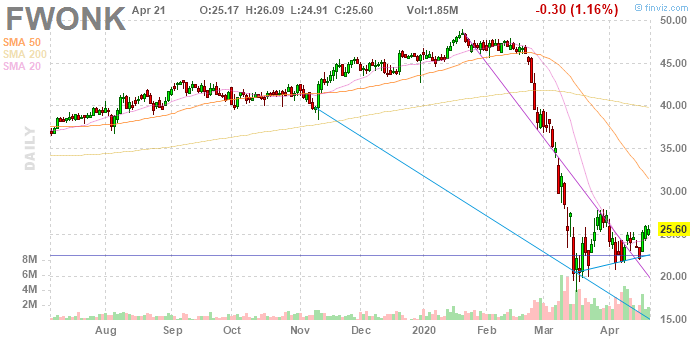 FWONK Apr 21 O:25.17 H:26.09 L:24.91 C:25.60 Vol:1.85M -0.30 (1.16%) © finviz.com
SMA 50
SMA 200
SMA 20
DAILY
50.00
45.00
40.00
35.00
30.00
25.60
20.00
15.00
8M
6M
4M
2M
Aug Sep Oct Nov Dec 2020 Feb Mar Apr